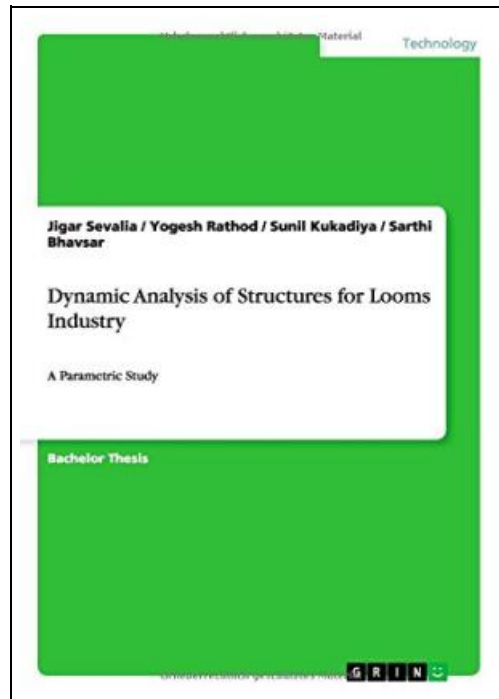 Material
Technology
Jigar Sevalia / Yogesh Rathod / Sunil Kukadiya / Sarthi
Bhavsar
Dynamic Analysis of Structures for Looms
Industry
A Parametric Study
Bachelor Thesis
GRIN